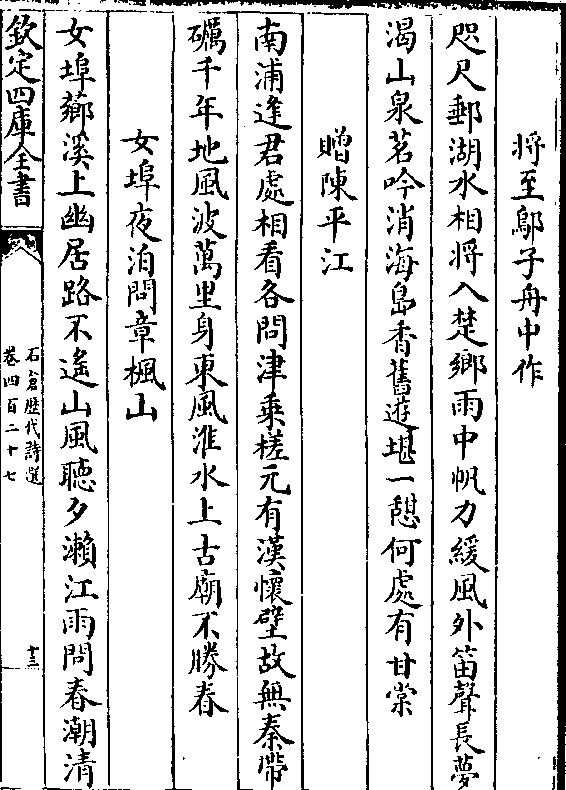 將至鄔子舟中作
咫尺郵湖水相將入楚鄉雨中帆力緩風外笛聲長夢
渴山泉茗吟消海島香舊遊堪一憩何處有甘棠
贈陳平江
南浦逢君處相看各問津乘槎元有漢懷璧故無秦帶
礪千年地風波萬里身東風淮水上古廟不勝春
女埠夜泊問章楓山
女埠薌溪上幽居路不遙山風聽夕瀨江雨問春潮清
欽定四庫全書
石倉歷代詩選
卷四百二十七
十三